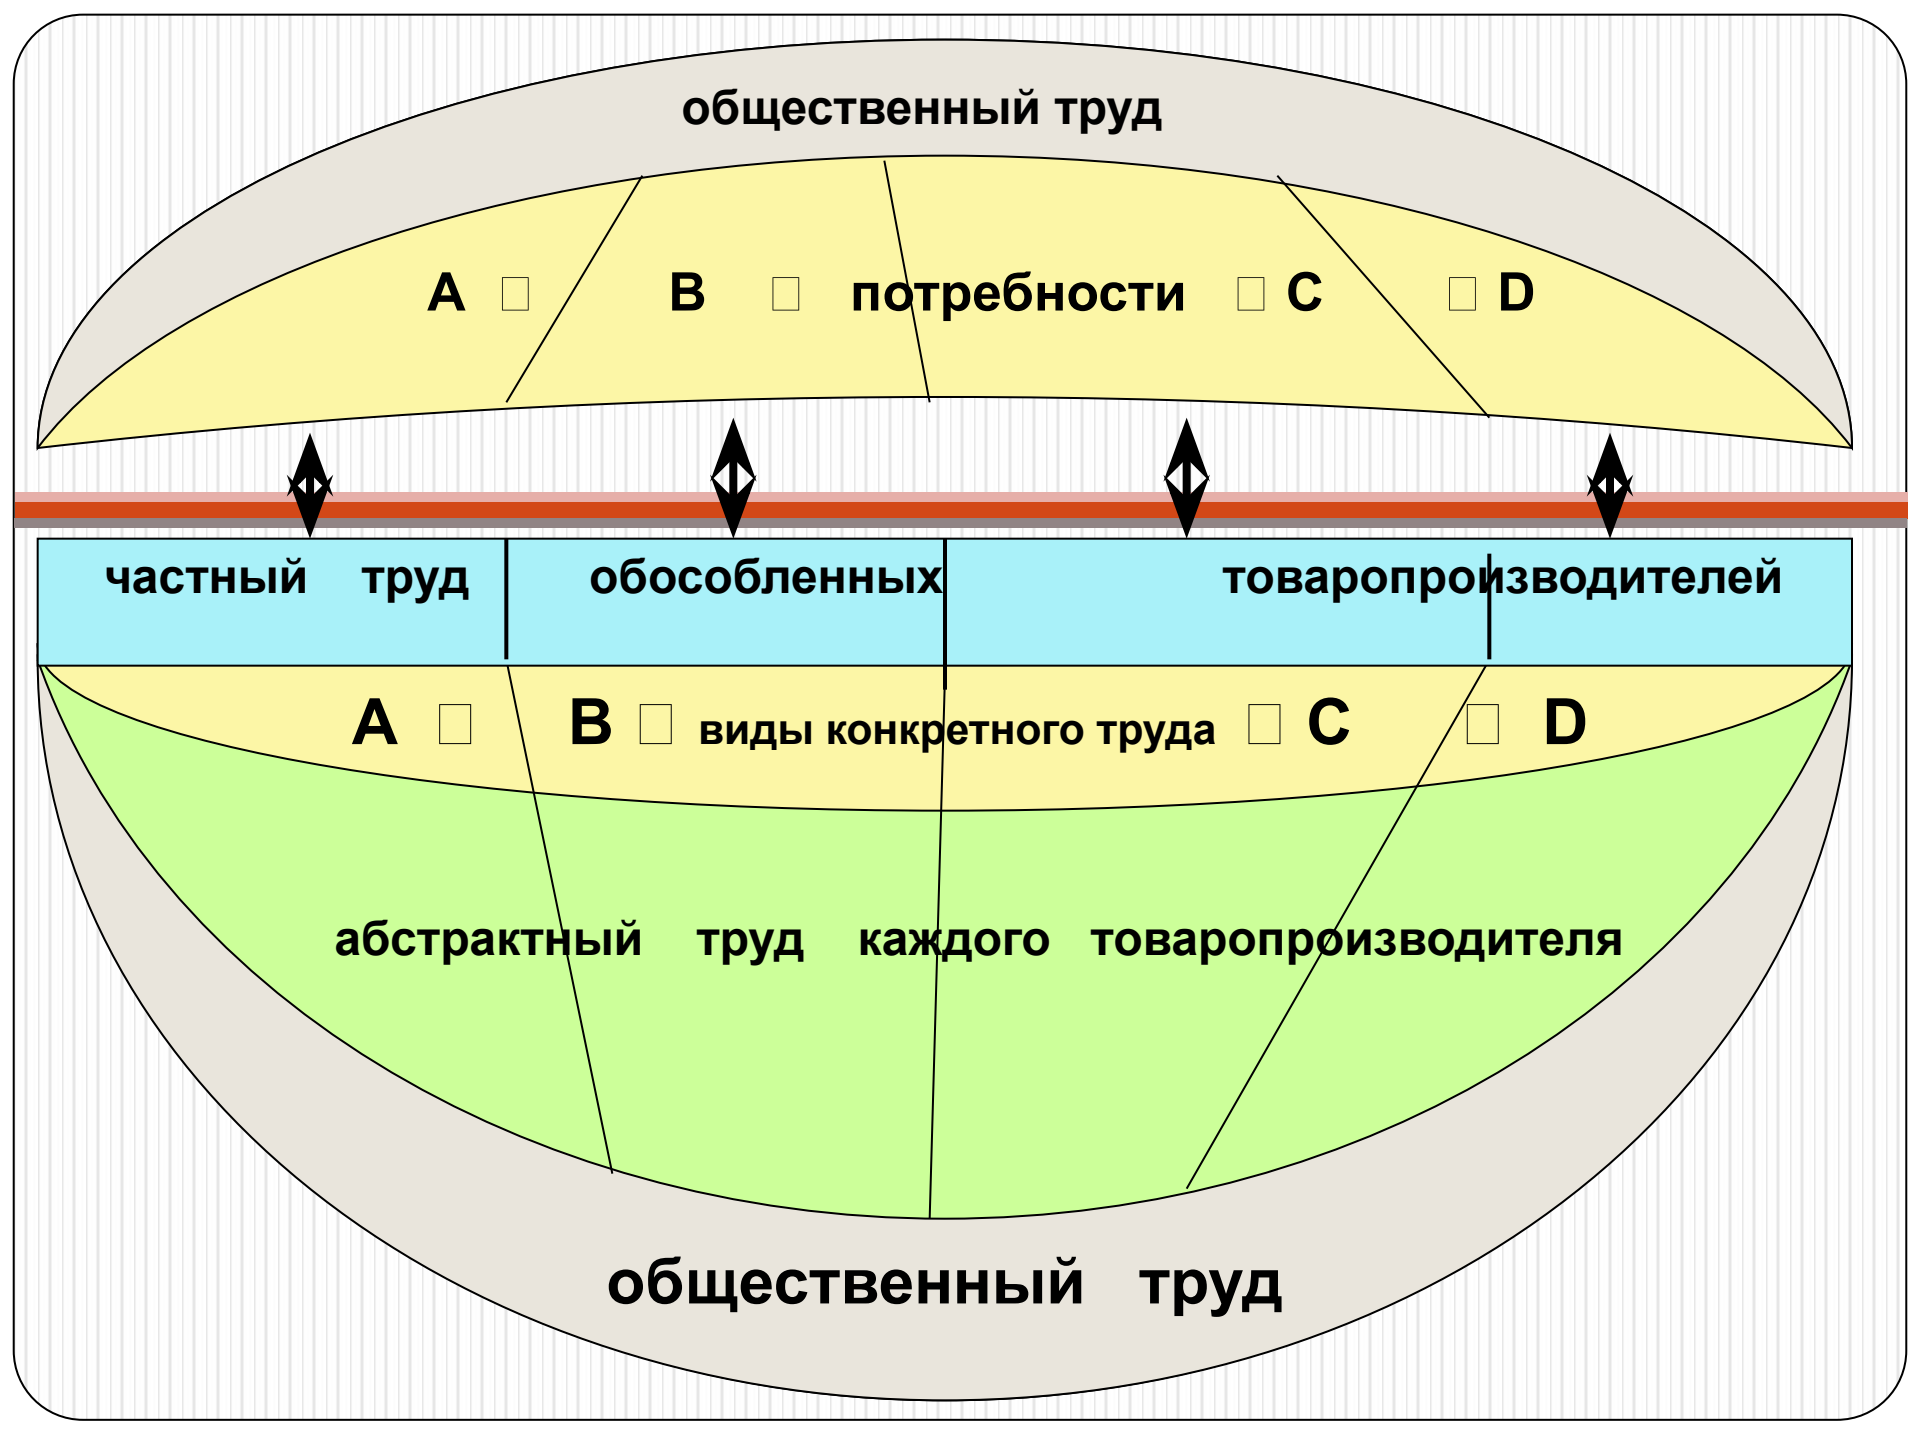 общественный труд
A □ B □ потребности □ C □ D
частный труд обособленных товаропроизводителей
A □ B □ виды конкретного труда □ C □ D
абстрактный труд каждого товаропроизводителя
общественный труд